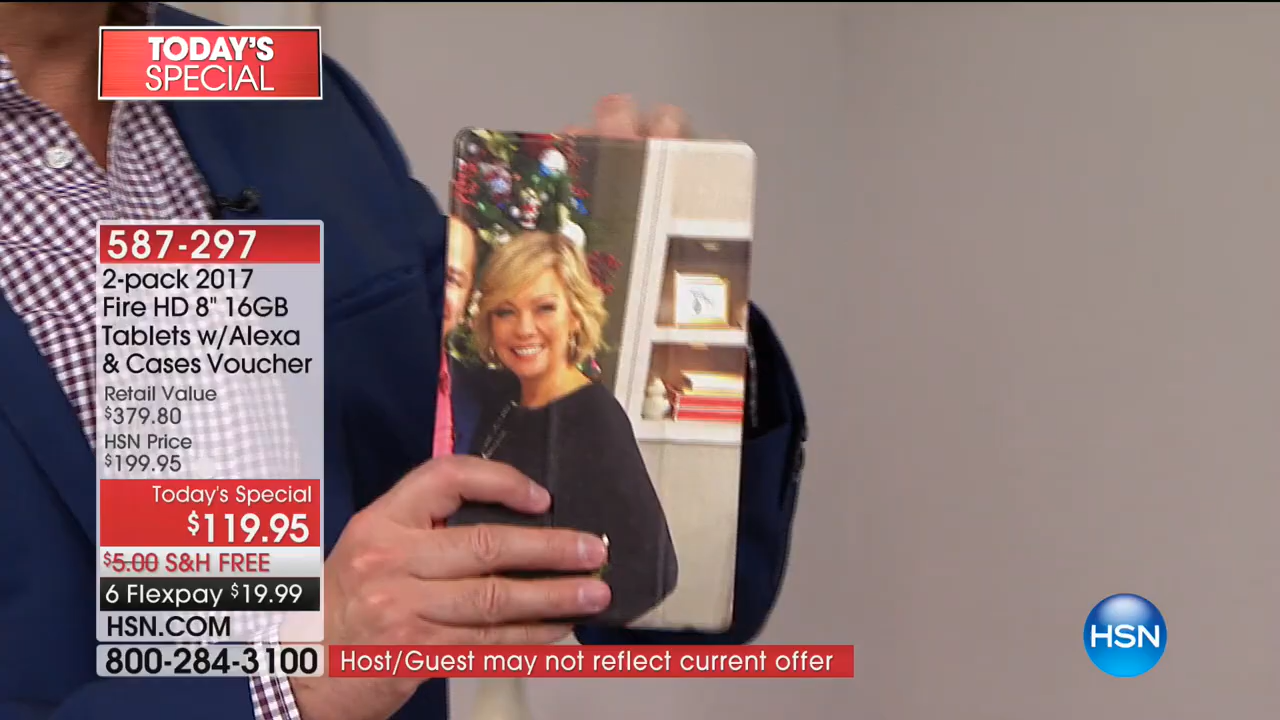 TODAY'S
SPECIAL
587-297
2-pack 2017
Fire HD 8" 16GB
Tablets w/Alexa
& Cases Voucher
Retail Value
$379.80
HSN Price
$199.95
Today's Special
$119.95
$5.00 S&H FREE
6 Flexpay $19.99
HSN.COM
800-284-3100
Host/Guest may not reflect current offer
HSN